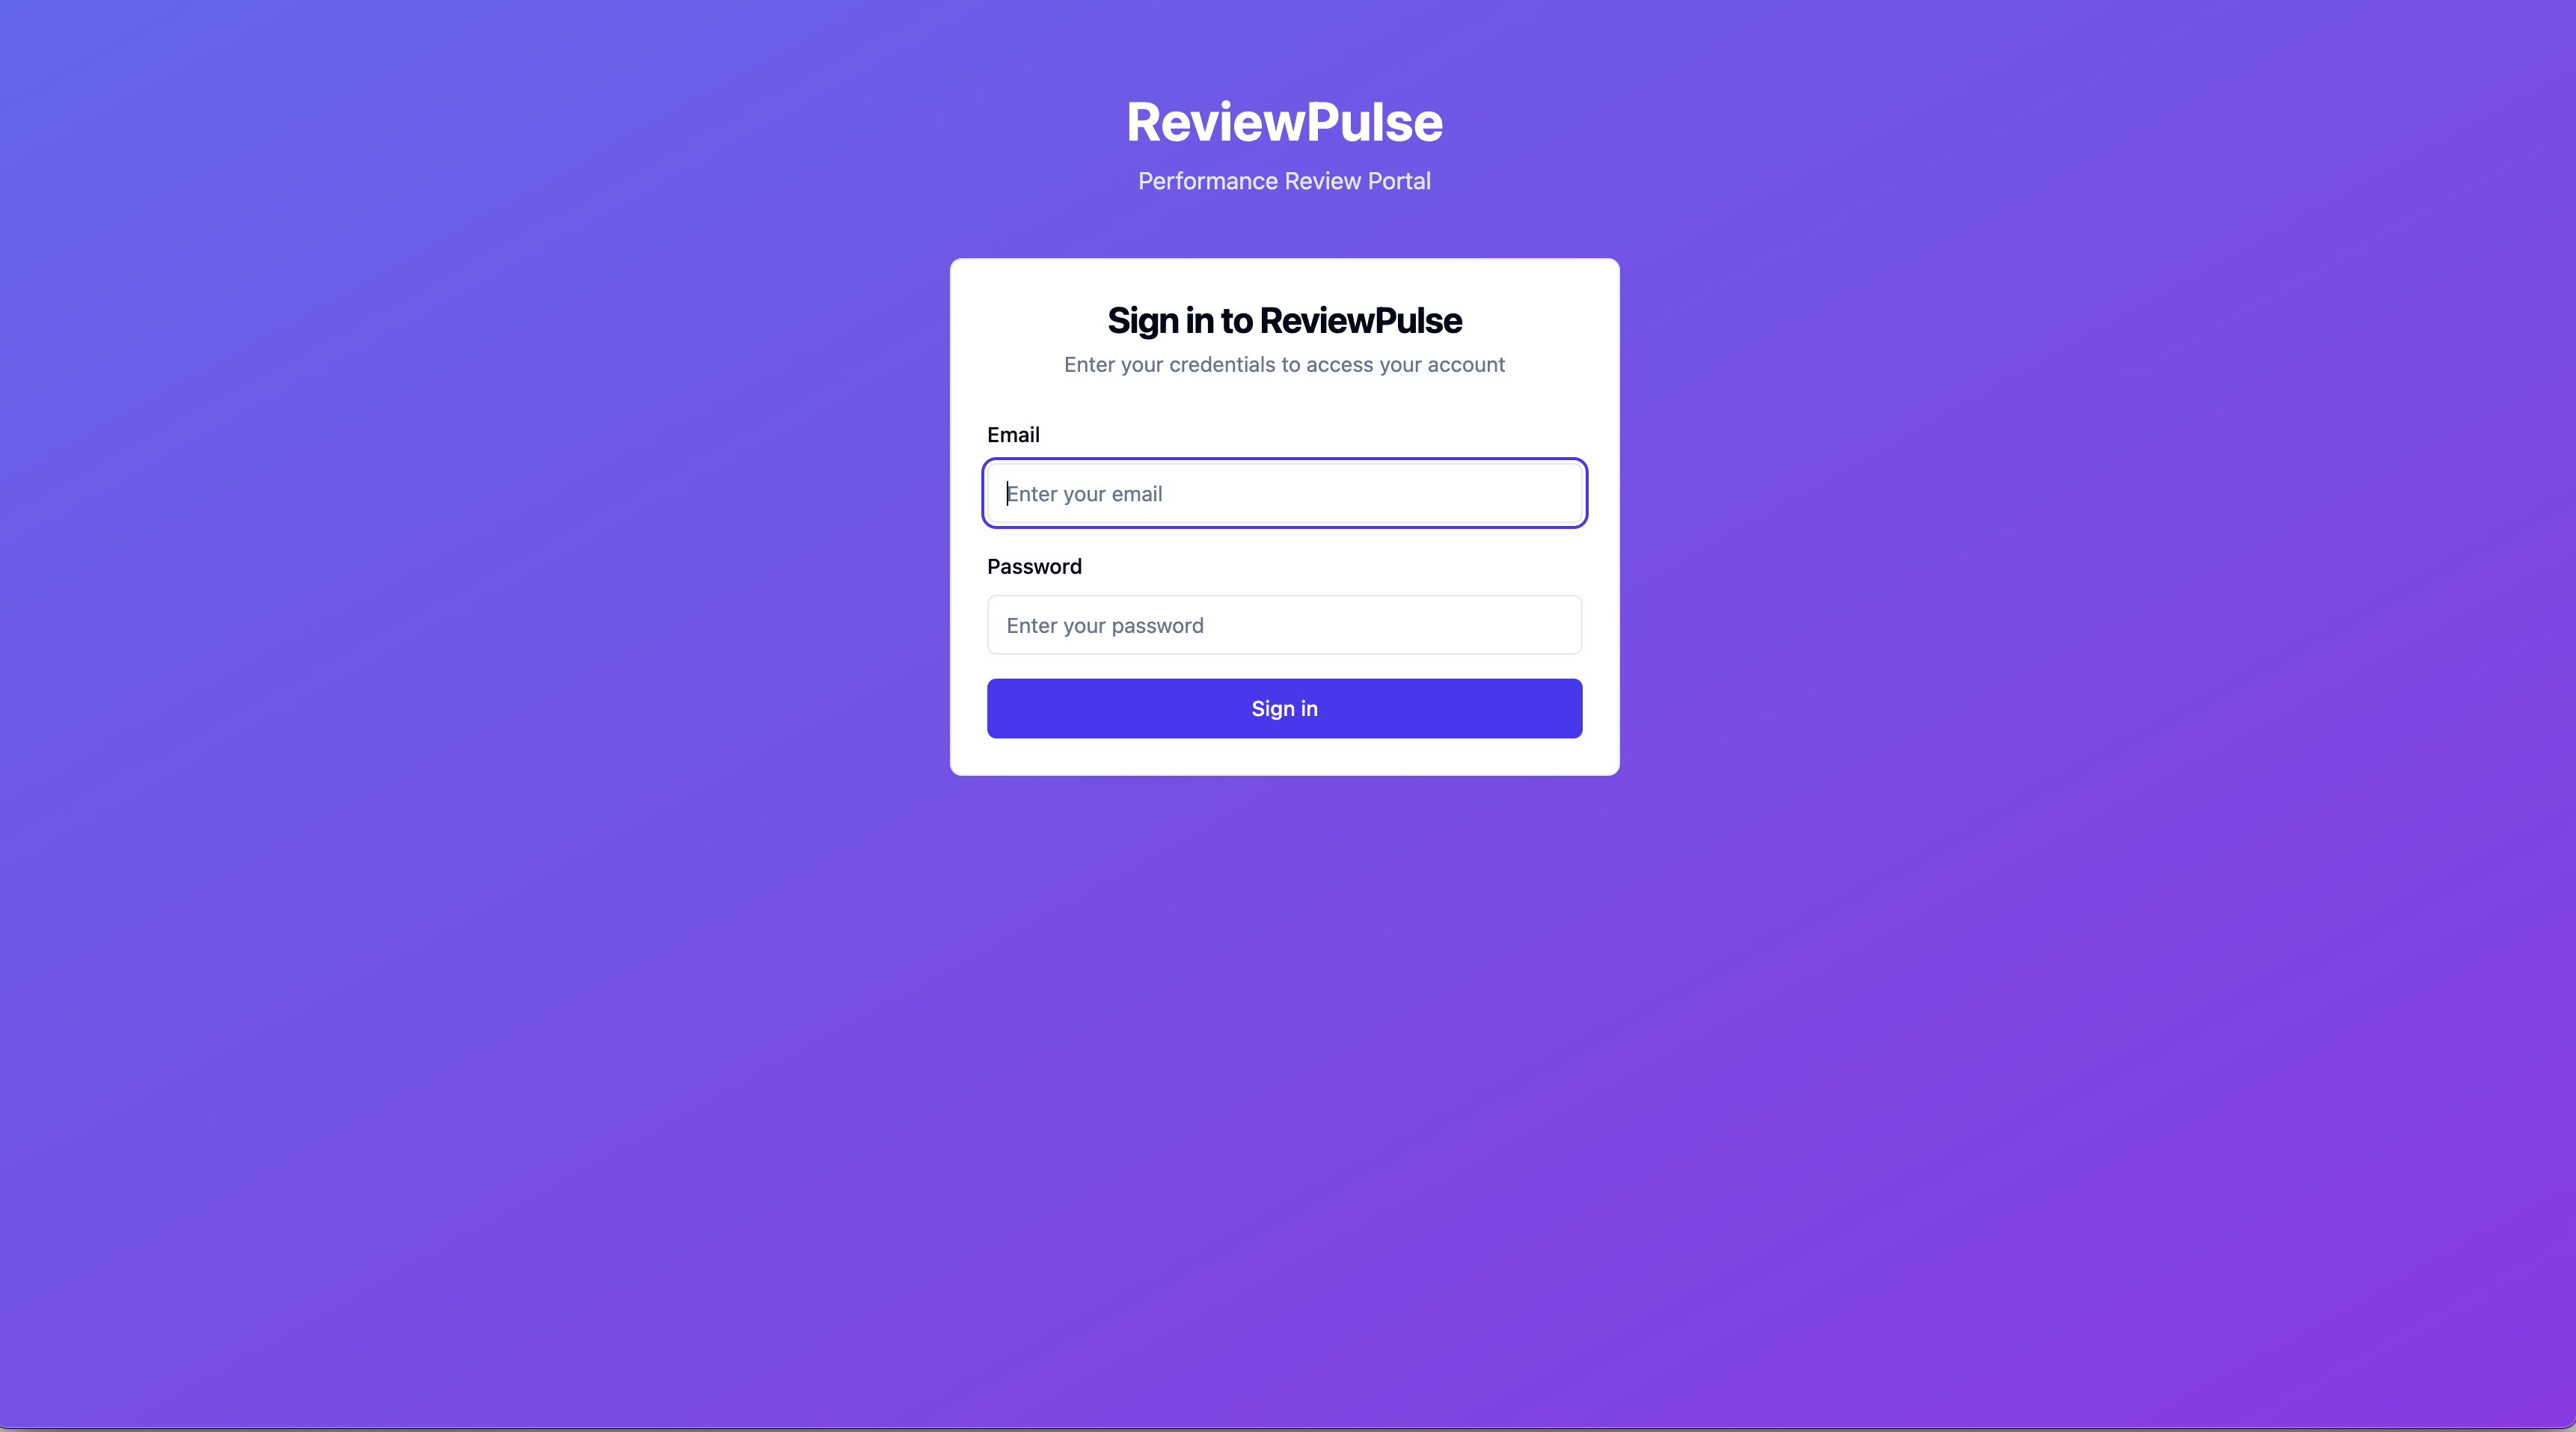 ReviewPulse
Performance Review Portal
Sign in to ReviewPulse
Enter your credentials to access your account
Email
Enter your email
Password
Enter your password
Sign in